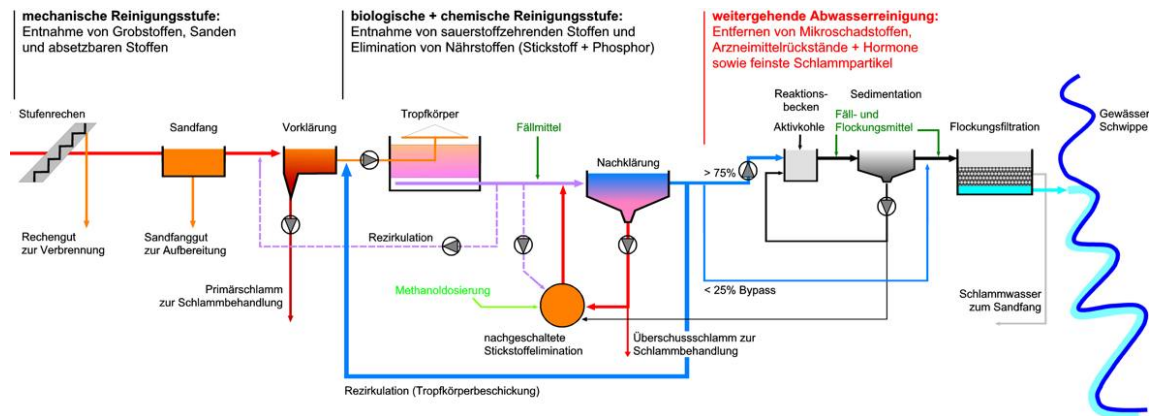 mechanische Reinigungsstufe:
Entnahme von Grobstoffen, Sanden
und absetzbaren Stoffen
biologische + chemische Reinigungsstufe:
Entnahme von sauerstoffzehrenden Stoffen und
Elimination von Nährstoffen (Stickstoff + Phosphor)
weitergehende Abwasserreinigung:
Entfernen von Mikroschadstoffen,
Arzneimittelrückstände + Hormone
sowie feinste Schlammpartikel
Stufenrechen
Sandfang
Vorklärung
Tropfkörper
Fällmittel
Nachklärung
Reaktions-
becken
Aktivkohle
Sedimentation
Fäll- und
Flockungsmittel
Flockungsfiltration
Gewässer
Schwippe
> 75%
Rechengut
zur Verbrennung
Sandfanggut
zur Aufbereitung
Rezirkulation
Primärschlamm
zur Schlammbehandlung
Methanoldosierung
nachgeschaltete
Stickstoffelimination
Überschussschlamm zur
Schlammbehandlung
< 25% Bypass
Schlammwasser
zum Sandfang
Rezirkulation (Tropfkörperbeschickung)